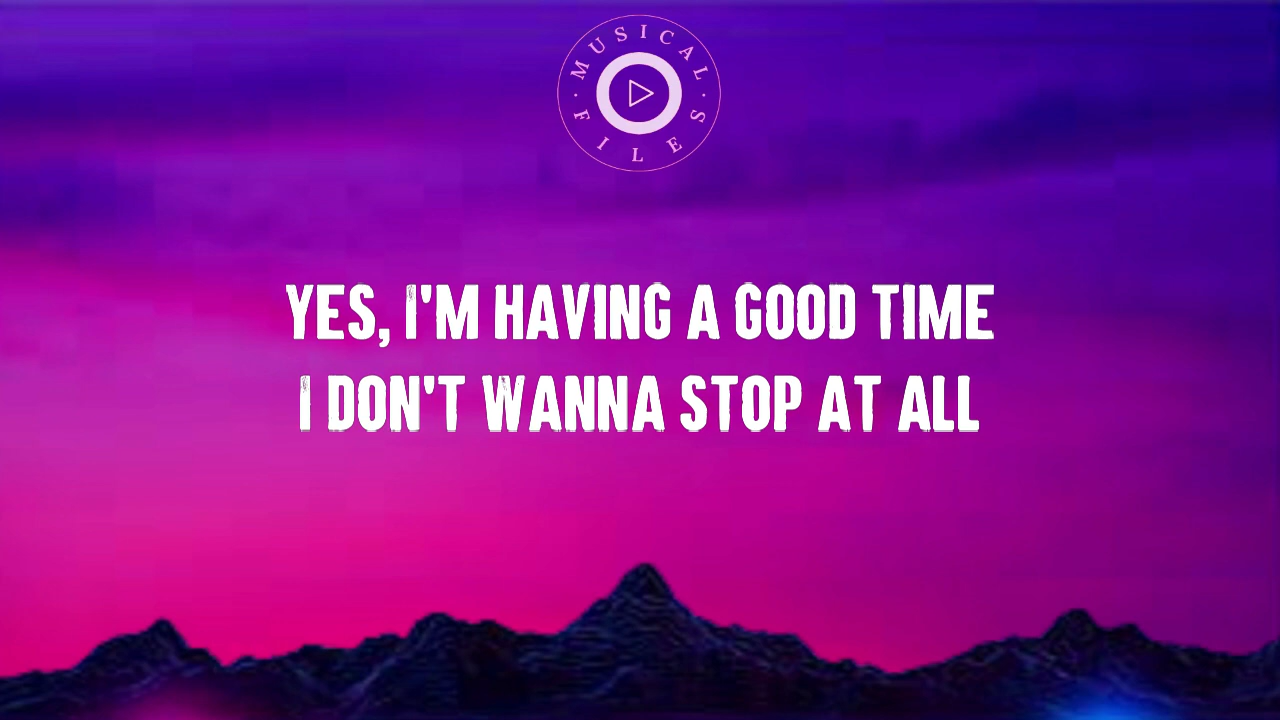 · MUSICAL ·
FILES
YES, I'M HAVING A GOOD TIME
I DON'T WANNA STOP AT ALL